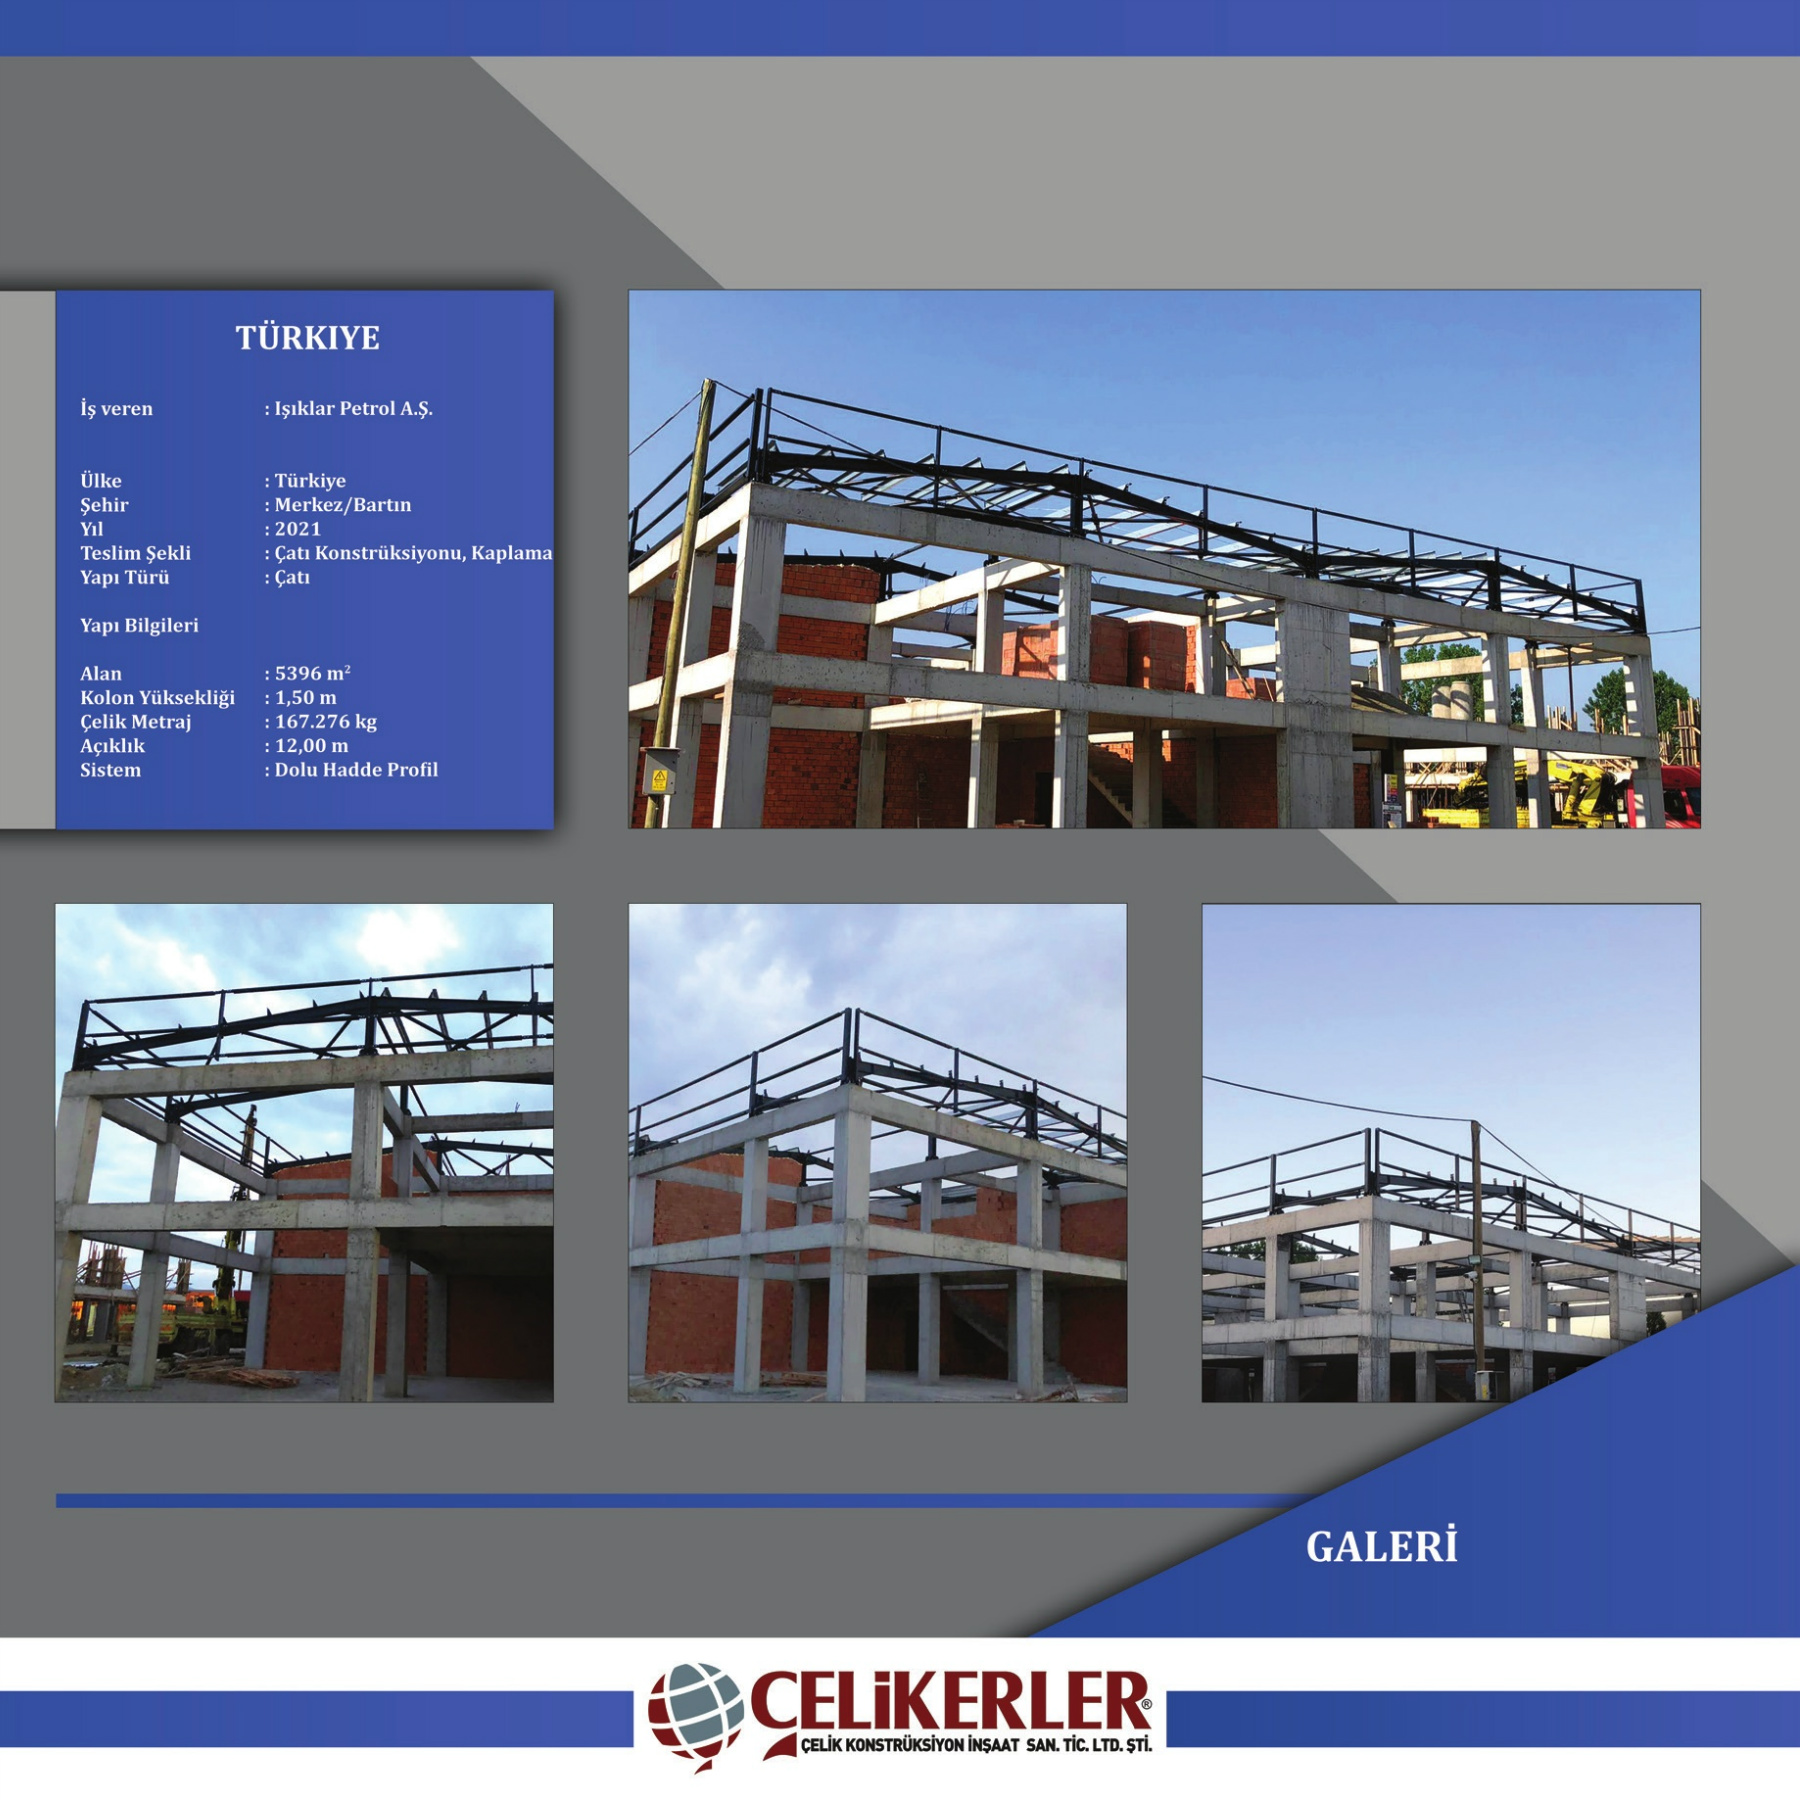 TÜRKIYE
İş veren : Işıklar Petrol A.Ş.
Ülke : Türkiye
Şehir : Merkez/Bartın
Yıl : 2021
Teslim Şekli : Çatı Konstrüksiyonu, Kaplama
Yapı Türü : Çatı
Yapı Bilgileri
Alan : 5396 m²
Kolon Yüksekliği : 1,50 m
Çelik Metraj : 167.276 kg
Açıklık : 12,00 m
Sistem : Dolu Hadde Profil
GALERİ
ÇELiKERLER®
ÇELİK KONSTRÜKSİYON İNŞAAT SAN. TİC. LTD. ŞTİ.